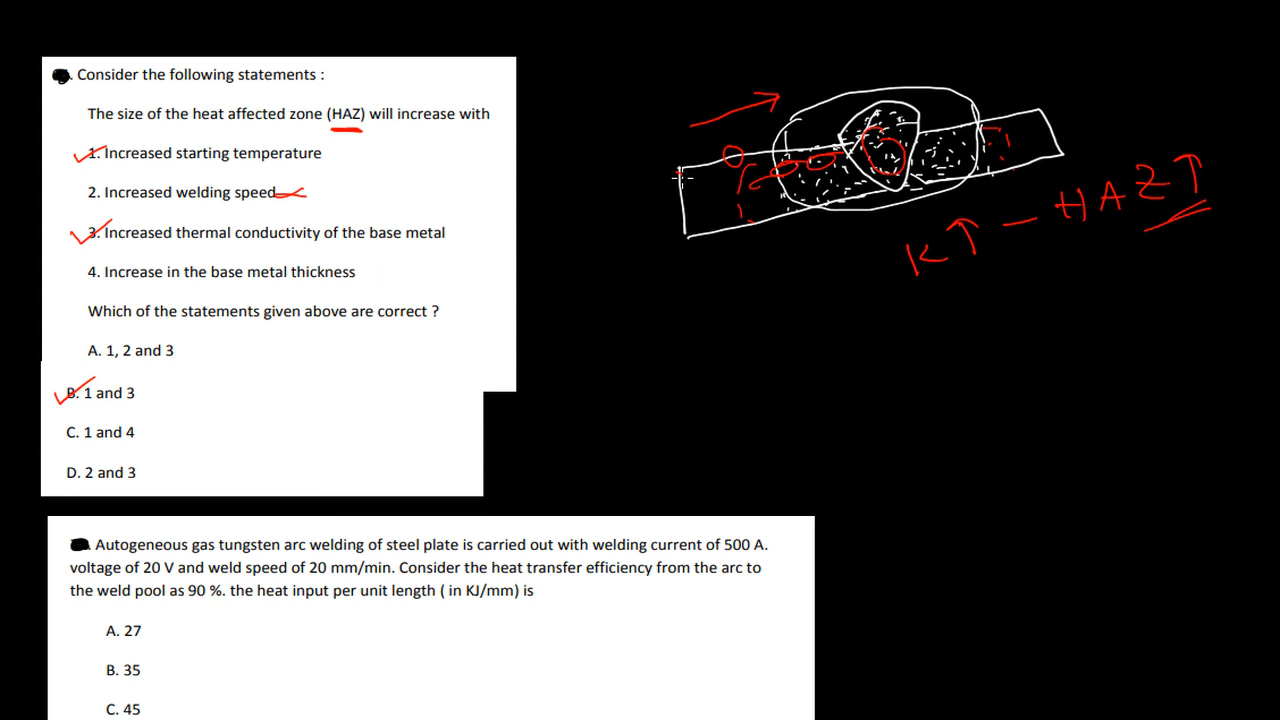 . Consider the following statements :
The size of the heat affected zone (HAZ) will increase with
1. Increased starting temperature
2. Increased welding speed
3. Increased thermal conductivity of the base metal
4. Increase in the base metal thickness
Which of the statements given above are correct ?
A. 1, 2 and 3
B. 1 and 3
C. 1 and 4
D. 2 and 3
K↑ — HAZ↑
. Autogeneous gas tungsten arc welding of steel plate is carried out with welding current of 500 A.
voltage of 20 V and weld speed of 20 mm/min. Consider the heat transfer efficiency from the arc to
the weld pool as 90 %. the heat input per unit length ( in KJ/mm) is
A. 27
B. 35
C. 45